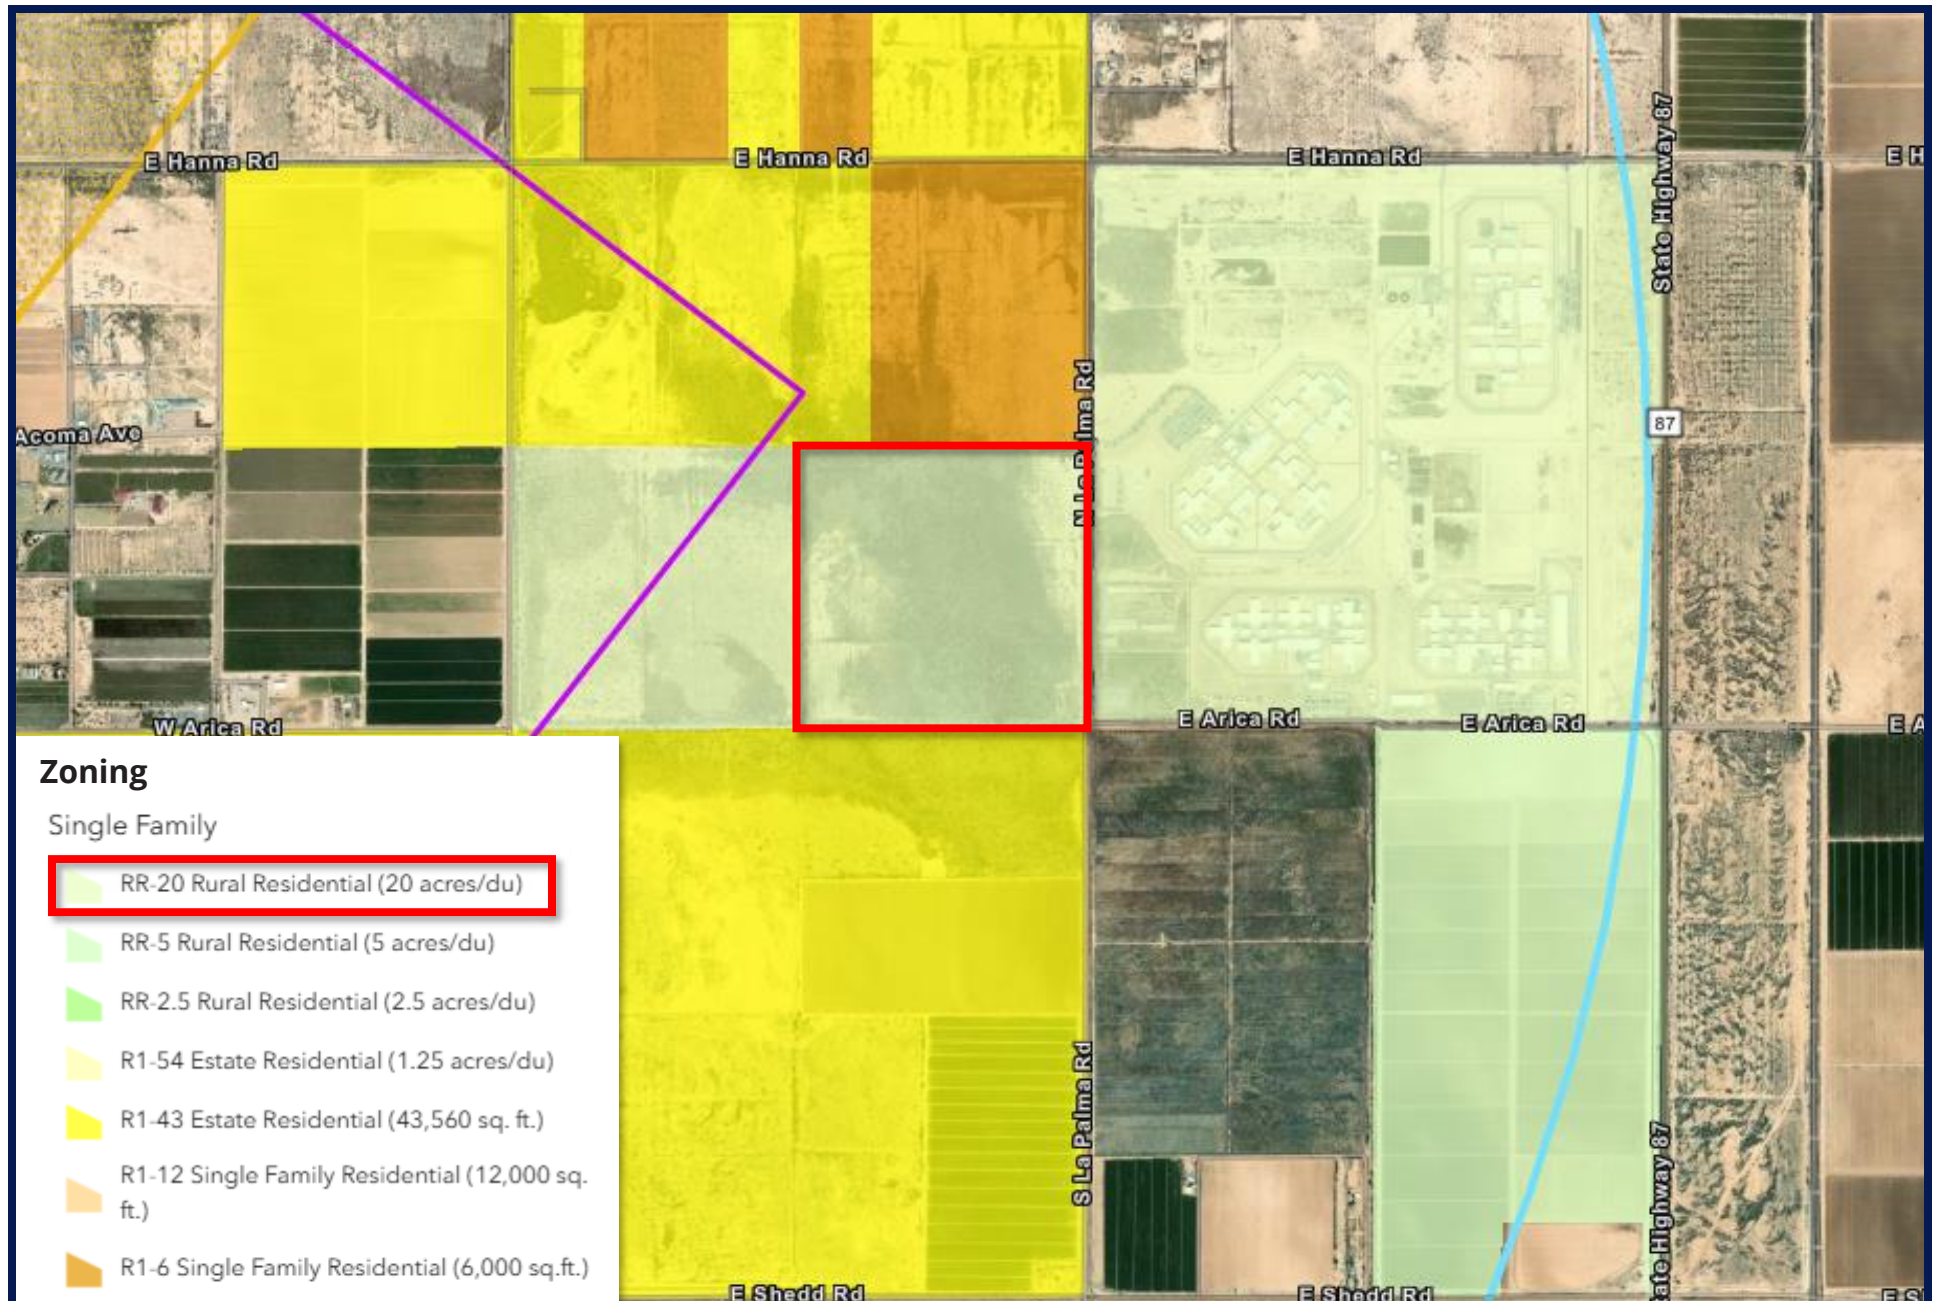 State Highway 87
E Hanna Rd
E Hanna Rd
E Hanna Rd
E H
Acoma Ave
87
W Arica Rd
E Arica Rd
E Arica Rd
E A
Zoning
Single Family
RR-20 Rural Residential (20 acres/du)
RR-5 Rural Residential (5 acres/du)
RR-2.5 Rural Residential (2.5 acres/du)
R1-54 Estate Residential (1.25 acres/du)
R1-43 Estate Residential (43,560 sq. ft.)
R1-12 Single Family Residential (12,000 sq.
ft.)
R1-6 Single Family Residential (6,000 sq.ft.)
S La Palma Rd
ate Highway 87
E Shedd Rd
E Shedd Rd
E S